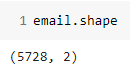 1 email.shape
(5728, 2)